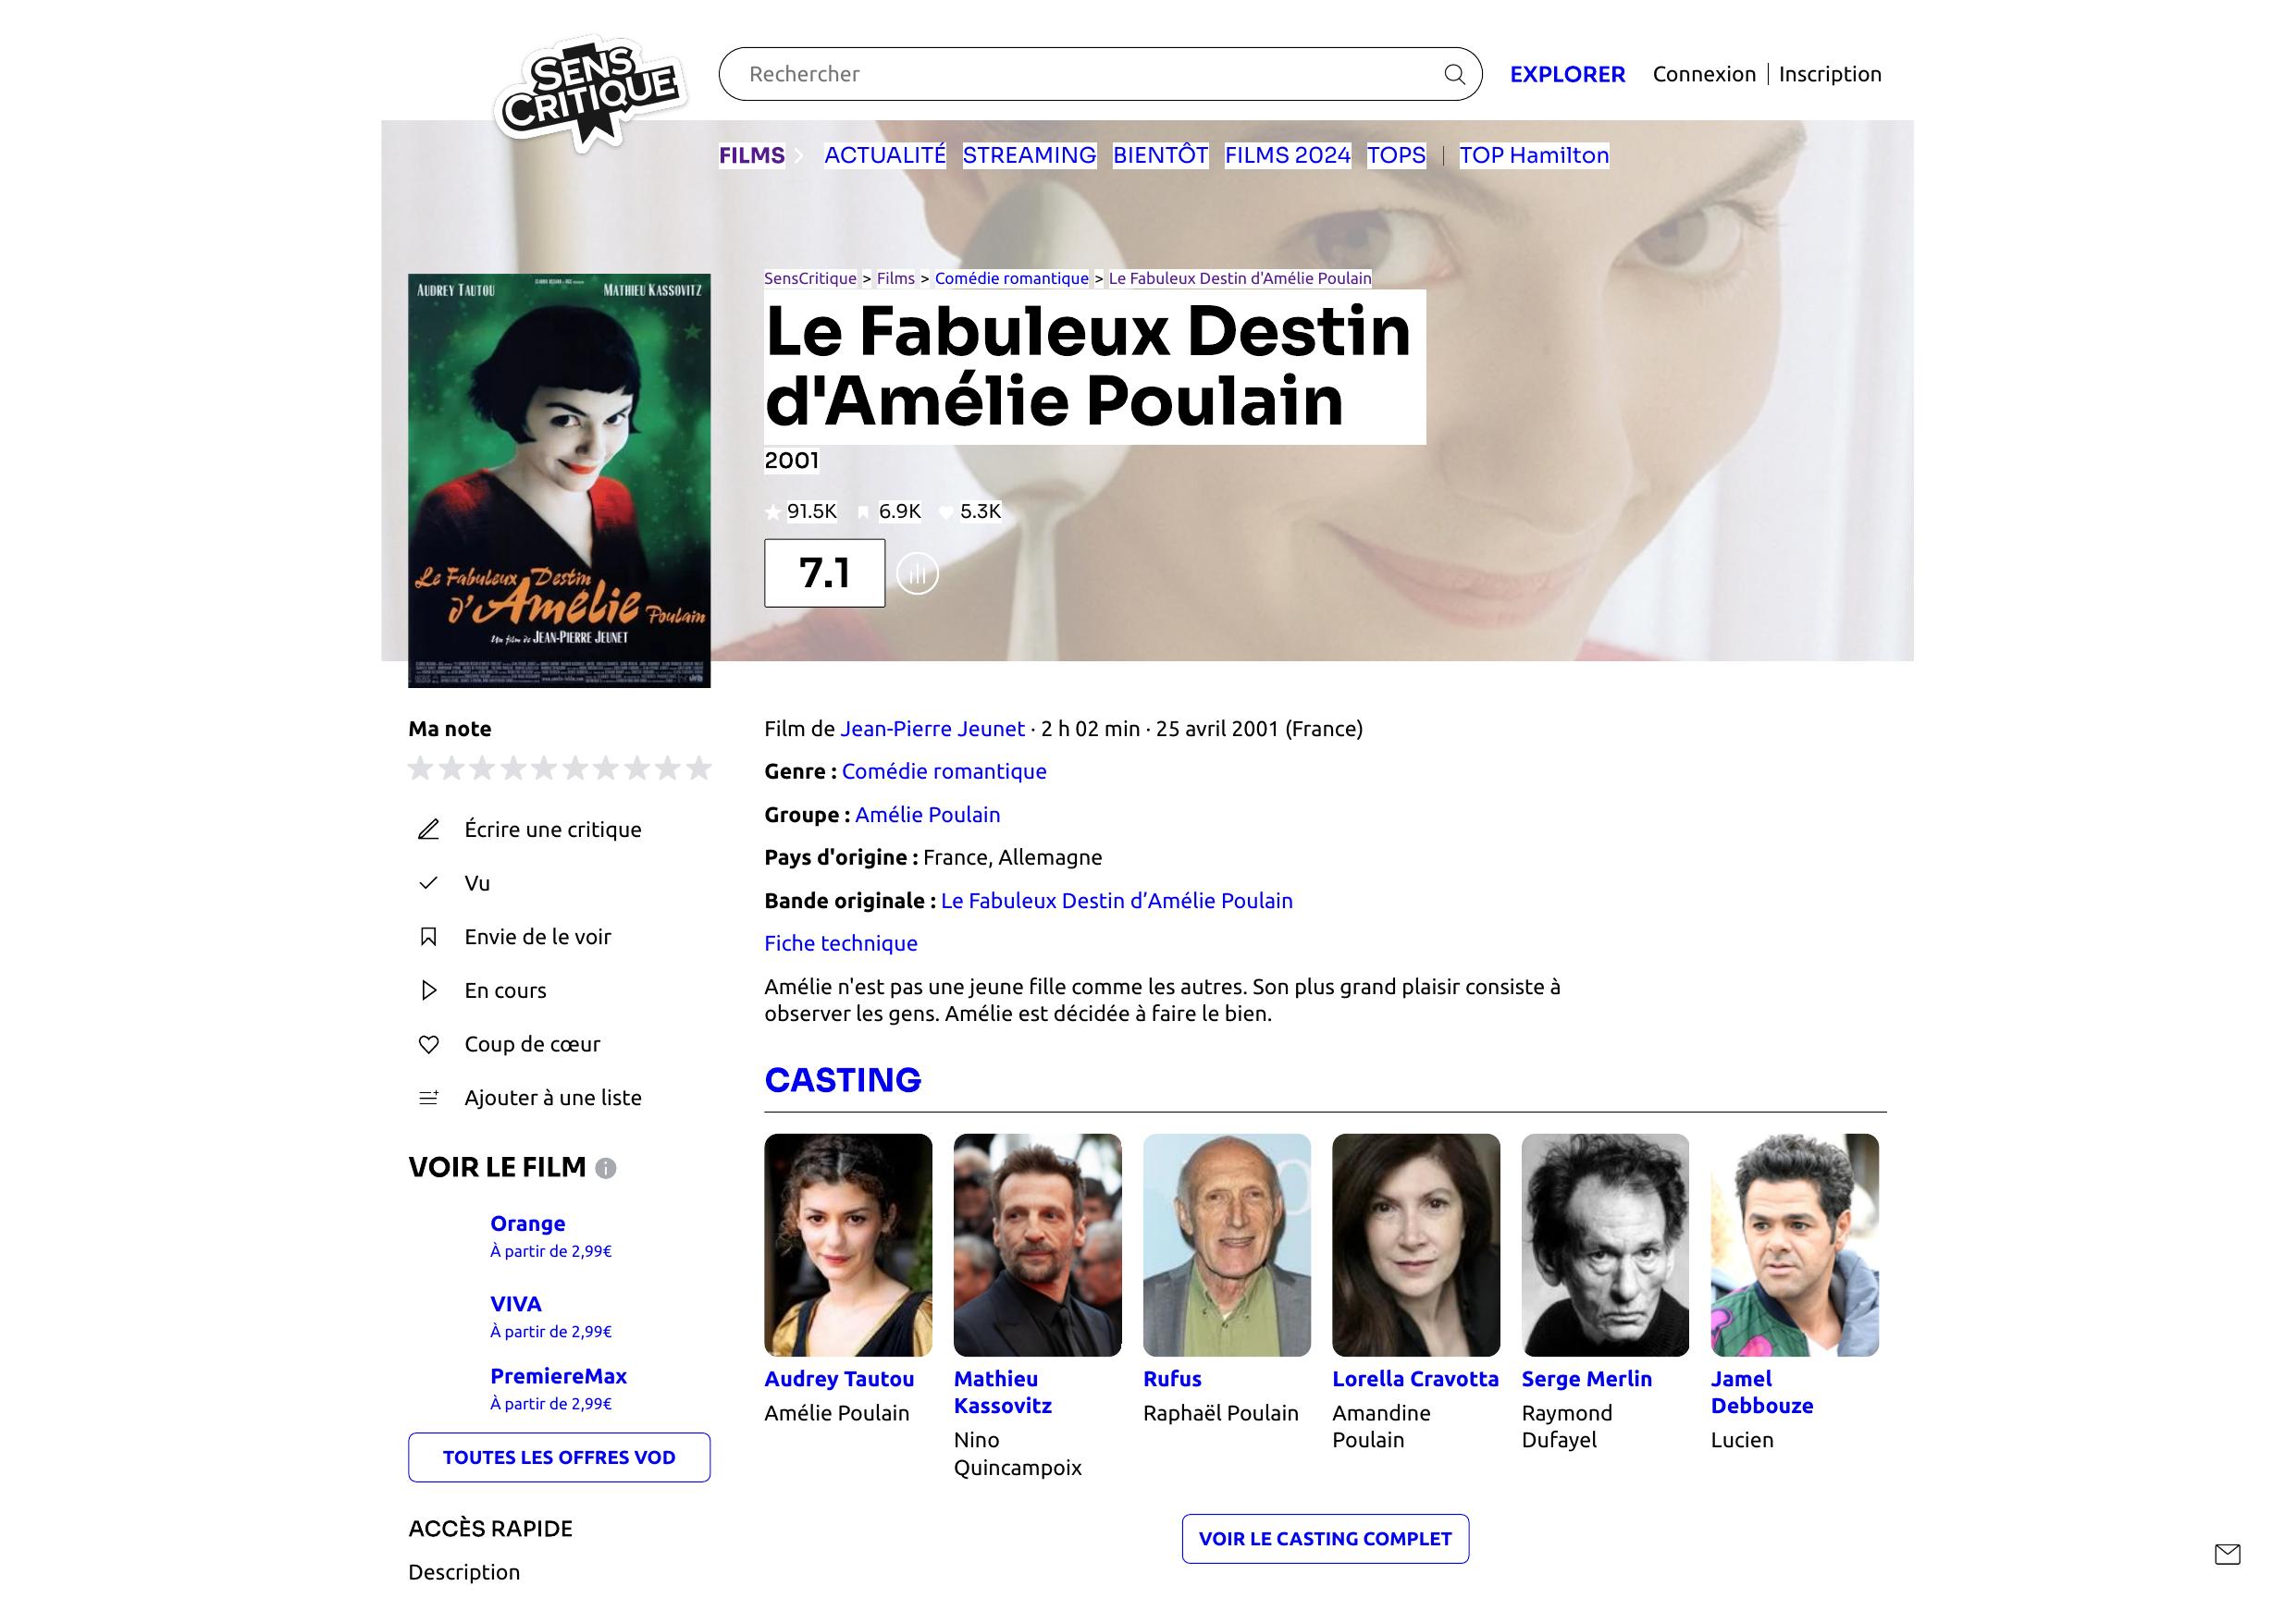 SENS
CRITIQUE
Rechercher
EXPLORER
Connexion | Inscription
FILMS
ACTUALITÉ
STREAMING
BIENTÔT
FILMS 2024
TOPS
|
TOP Hamilton
SensCritique > Films > Comédie romantique > Le Fabuleux Destin d'Amélie Poulain
Le Fabuleux Destin
d'Amélie Poulain
2001
91.5K
6.9K
5.3K
7.1
AUDREY TAUTOU
MATHIEU KASSOVITZ
Le Fabuleux Destin
d'Amélie Poulain
Un film de JEAN-PIERRE JEUNET
Ma note
Écrire une critique
Vu
Envie de le voir
En cours
Coup de cœur
Ajouter à une liste
VOIR LE FILM
Orange
À partir de 2,99€
VIVA
À partir de 2,99€
PremiereMax
À partir de 2,99€
TOUTES LES OFFRES VOD
ACCÈS RAPIDE
Description
Film de Jean-Pierre Jeunet · 2 h 02 min · 25 avril 2001 (France)
Genre : Comédie romantique
Groupe : Amélie Poulain
Pays d'origine : France, Allemagne
Bande originale : Le Fabuleux Destin d’Amélie Poulain
Fiche technique
Amélie n'est pas une jeune fille comme les autres. Son plus grand plaisir consiste à
observer les gens. Amélie est décidée à faire le bien.
CASTING
Audrey Tautou
Amélie Poulain
Mathieu
Kassovitz
Nino
Quincampoix
Rufus
Raphaël Poulain
Lorella Cravotta
Amandine
Poulain
Serge Merlin
Raymond
Dufayel
Jamel
Debbouze
Lucien
VOIR LE CASTING COMPLET